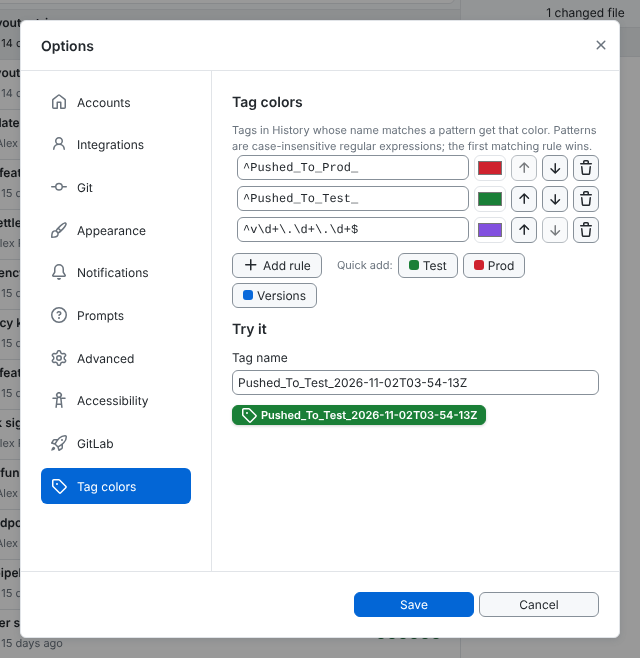 1 changed file
Options
Accounts
Integrations
Git
Appearance
Notifications
Prompts
Advanced
Accessibility
GitLab
Tag colors
Tag colors
Tags in History whose name matches a pattern get that color. Patterns
are case-insensitive regular expressions; the first matching rule wins.
^Pushed_To_Prod_
^Pushed_To_Test_
^v\d+\.\d+\.\d+$
Add rule
Quick add:
Test
Prod
Versions
Try it
Tag name
Pushed_To_Test_2026-11-02T03-54-13Z
Pushed_To_Test_2026-11-02T03-54-13Z
Save
Cancel
15 days ago